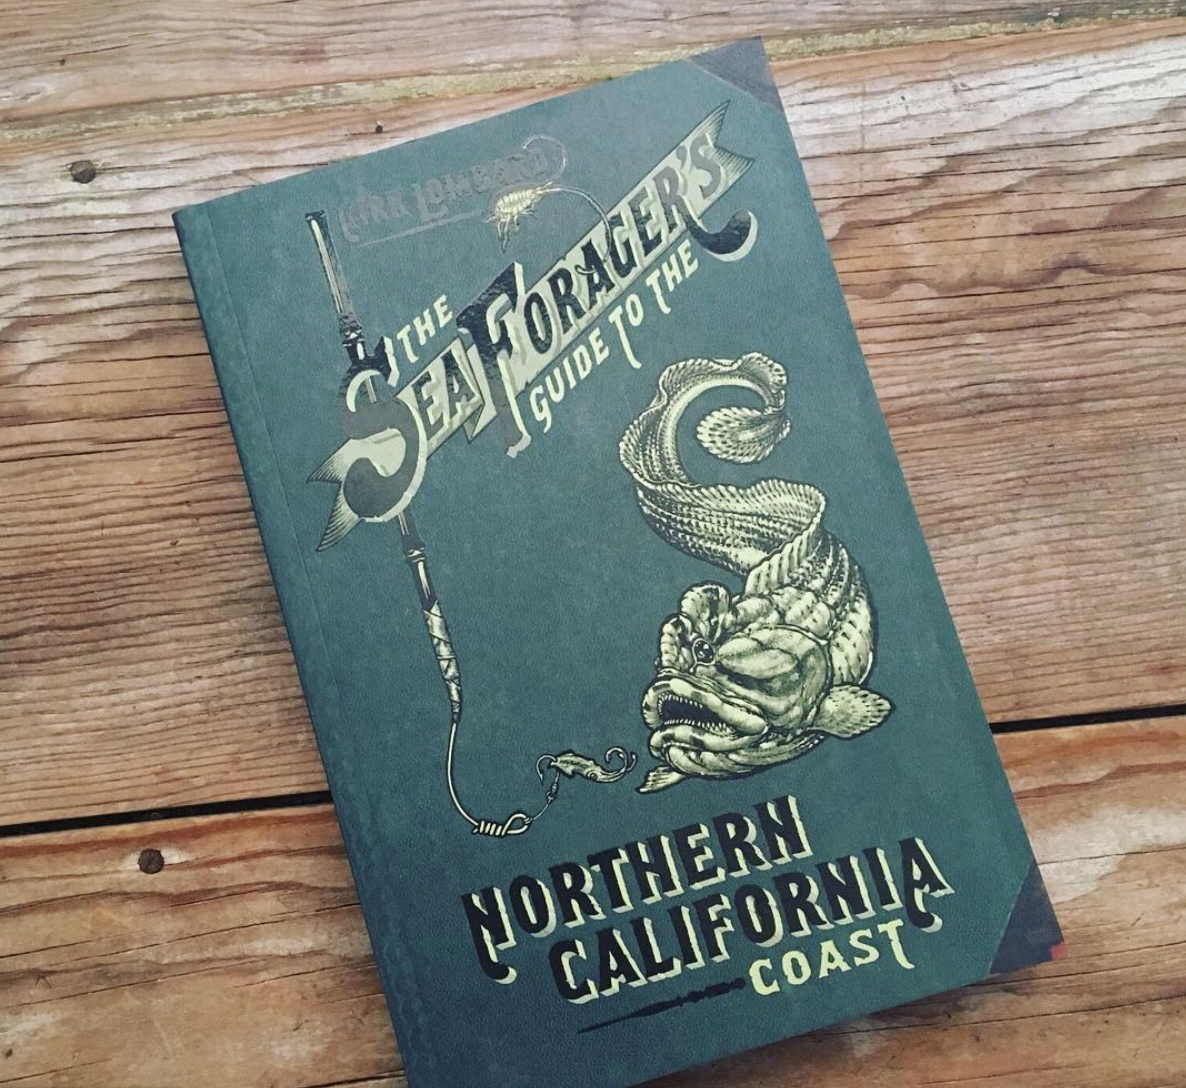 KIRK LOMBARD
THE
SEA FORAGER'S
GUIDE TO THE
NORTHERN
CALIFORNIA
COAST